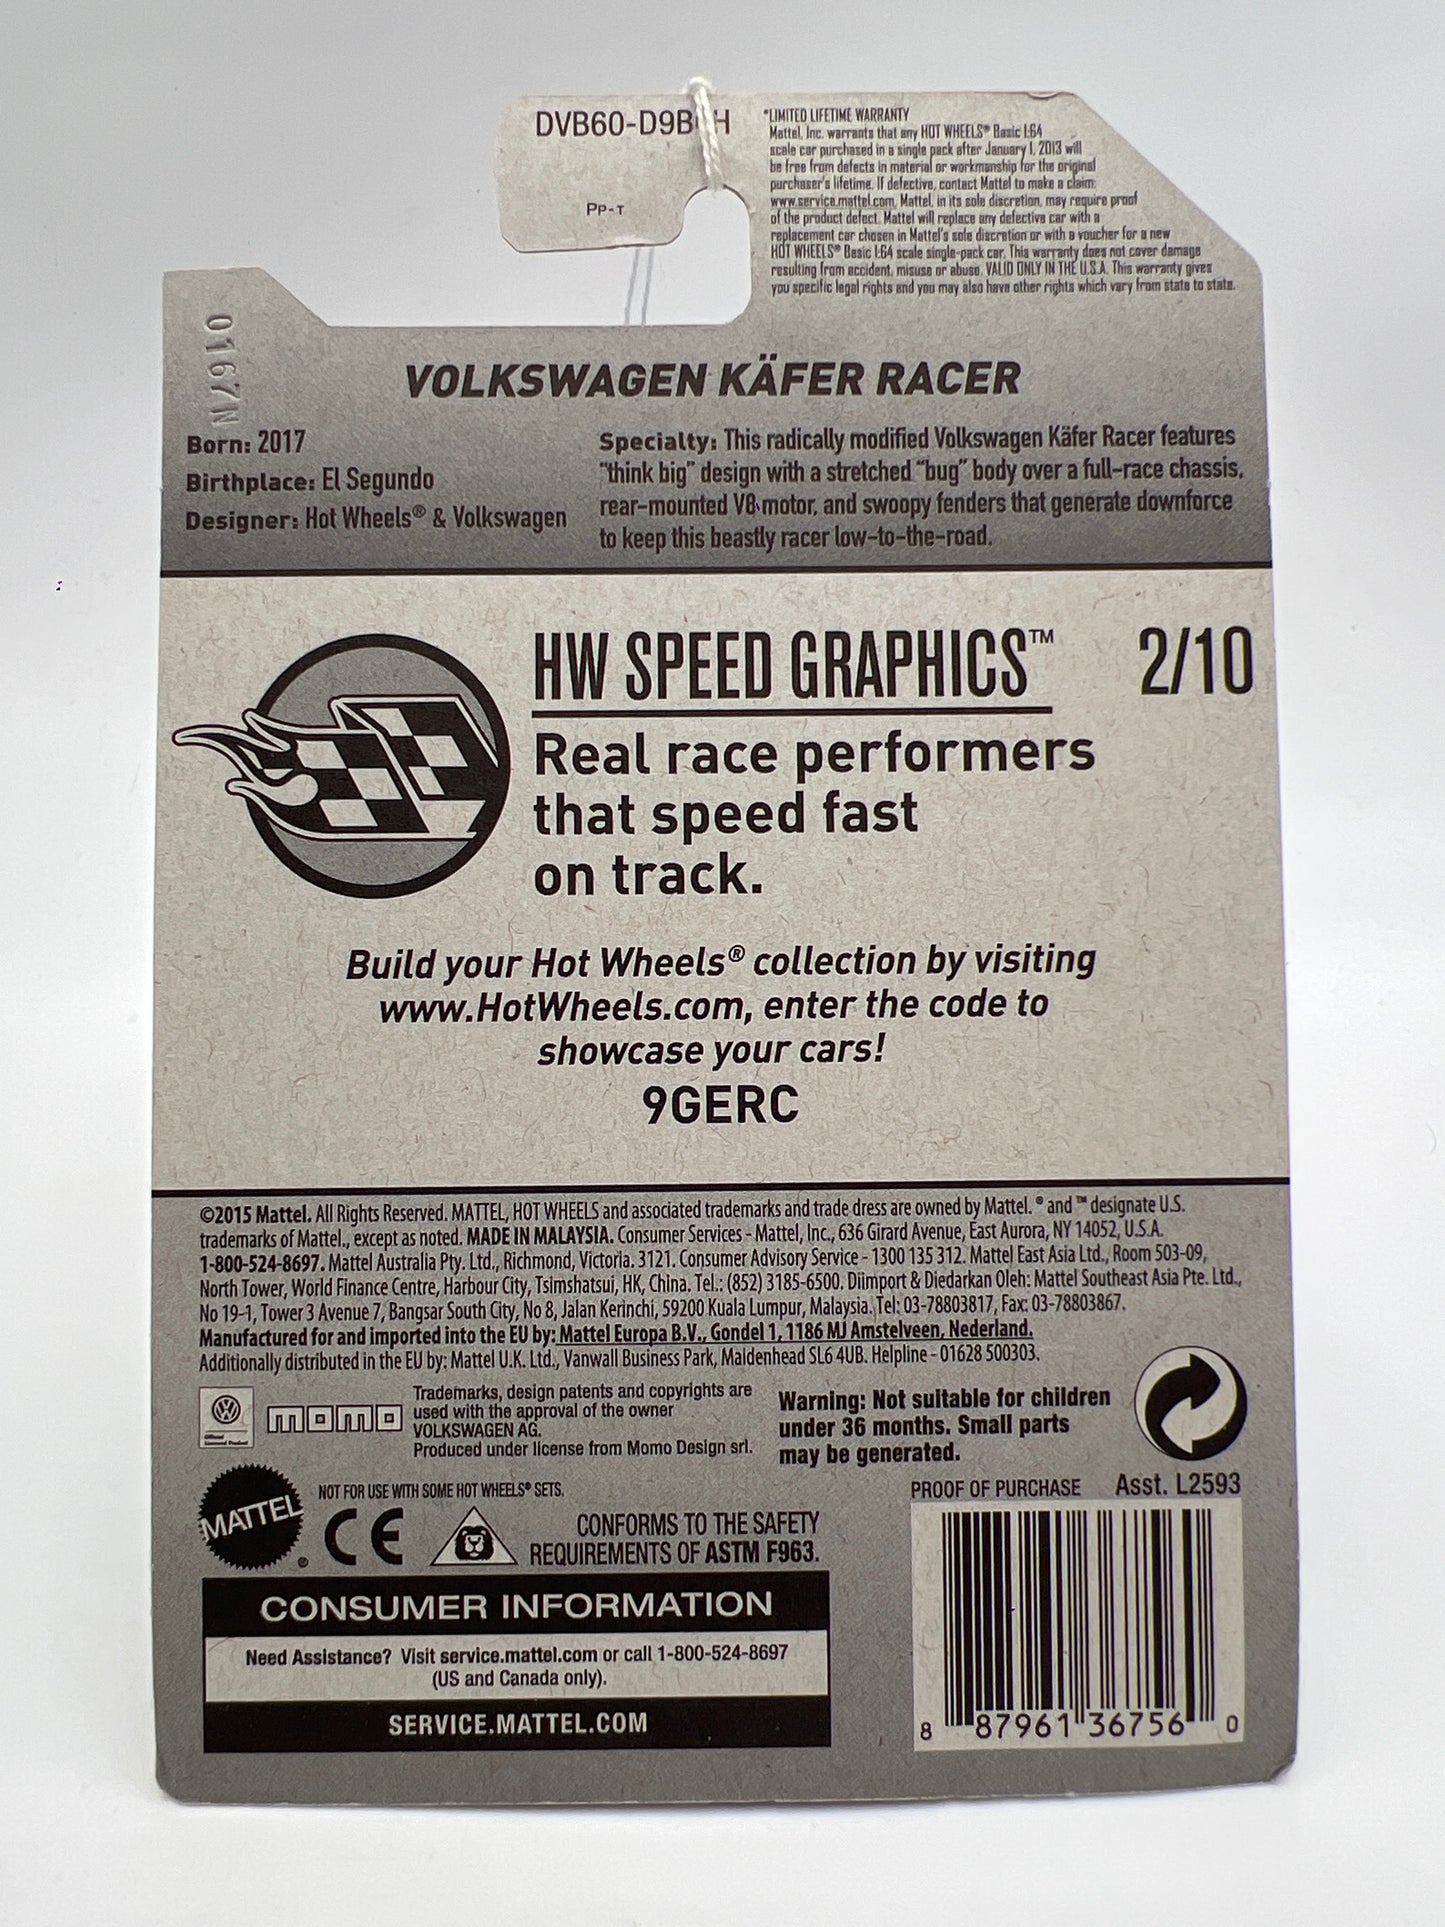 DVB60-D9B H
Pp-T
*LIMITED LIFETIME WARRANTY
Mattel, Inc. warrants that any HOT WHEELS® Basic 1:64
scale car purchased in a single pack after January 1, 2013 will
be free from defects in material or workmanship for the original
purchaser's lifetime. If defective, contact Mattel to make a claim:
www.service.mattel.com. Mattel, in its sole discretion, may require proof
of the product defect. Mattel will replace any defective car with a
replacement car chosen in Mattel's sole discretion or with a voucher for a new
HOT WHEELS® Basic 1:64 scale single-pack car. This warranty does not cover damage
resulting from accident, misuse or abuse. VALID ONLY IN THE U.S.A. This warranty gives
you specific legal rights and you may also have other rights which vary from state to state.
0167N
VOLKSWAGEN KÄFER RACER
Born: 2017
Birthplace: El Segundo
Designer: Hot Wheels® & Volkswagen
Specialty: This radically modified Volkswagen Käfer Racer features
"think big" design with a stretched "bug" body over a full-race chassis,
rear-mounted V8 motor, and swoopy fenders that generate downforce
to keep this beastly racer low-to-the-road.
HW SPEED GRAPHICS™ 2/10
Real race performers
that speed fast
on track.
Build your Hot Wheels® collection by visiting
www.HotWheels.com, enter the code to
showcase your cars!
9GERC
©2015 Mattel. All Rights Reserved. MATTEL, HOT WHEELS and associated trademarks and trade dress are owned by Mattel. ® and ™ designate U.S.
trademarks of Mattel., except as noted. MADE IN MALAYSIA. Consumer Services - Mattel, Inc., 636 Girard Avenue, East Aurora, NY 14052, U.S.A.
1-800-524-8697. Mattel Australia Pty. Ltd., Richmond, Victoria. 3121. Consumer Advisory Service - 1300 135 312. Mattel East Asia Ltd., Room 503-09,
North Tower, World Finance Centre, Harbour City, Tsimshatsui, HK, China. Tel.: (852) 3185-6500. Diimport & Diedarkan Oleh: Mattel Southeast Asia Pte. Ltd.,
No 19-1, Tower 3 Avenue 7, Bangsar South City, No 8, Jalan Kerinchi, 59200 Kuala Lumpur, Malaysia. Tel: 03-78803817, Fax: 03-78803867.
Manufactured for and imported into the EU by: Mattel Europa B.V., Gondel 1, 1186 MJ Amstelveen, Nederland.
Additionally distributed in the EU by: Mattel U.K. Ltd., Vanwall Business Park, Maidenhead SL6 4UB. Helpline - 01628 500303.
Official
Licensed Product
momo
Trademarks, design patents and copyrights are
used with the approval of the owner
VOLKSWAGEN AG.
Produced under license from Momo Design srl.
Warning: Not suitable for children
under 36 months. Small parts
may be generated.
MATTEL®
NOT FOR USE WITH SOME HOT WHEELS® SETS.
CE
CONFORMS TO THE SAFETY
REQUIREMENTS OF ASTM F963.
PROOF OF PURCHASE Asst. L2593
CONSUMER INFORMATION
Need Assistance? Visit service.mattel.com or call 1-800-524-8697
(US and Canada only).
SERVICE.MATTEL.COM
8 87961 36756 0